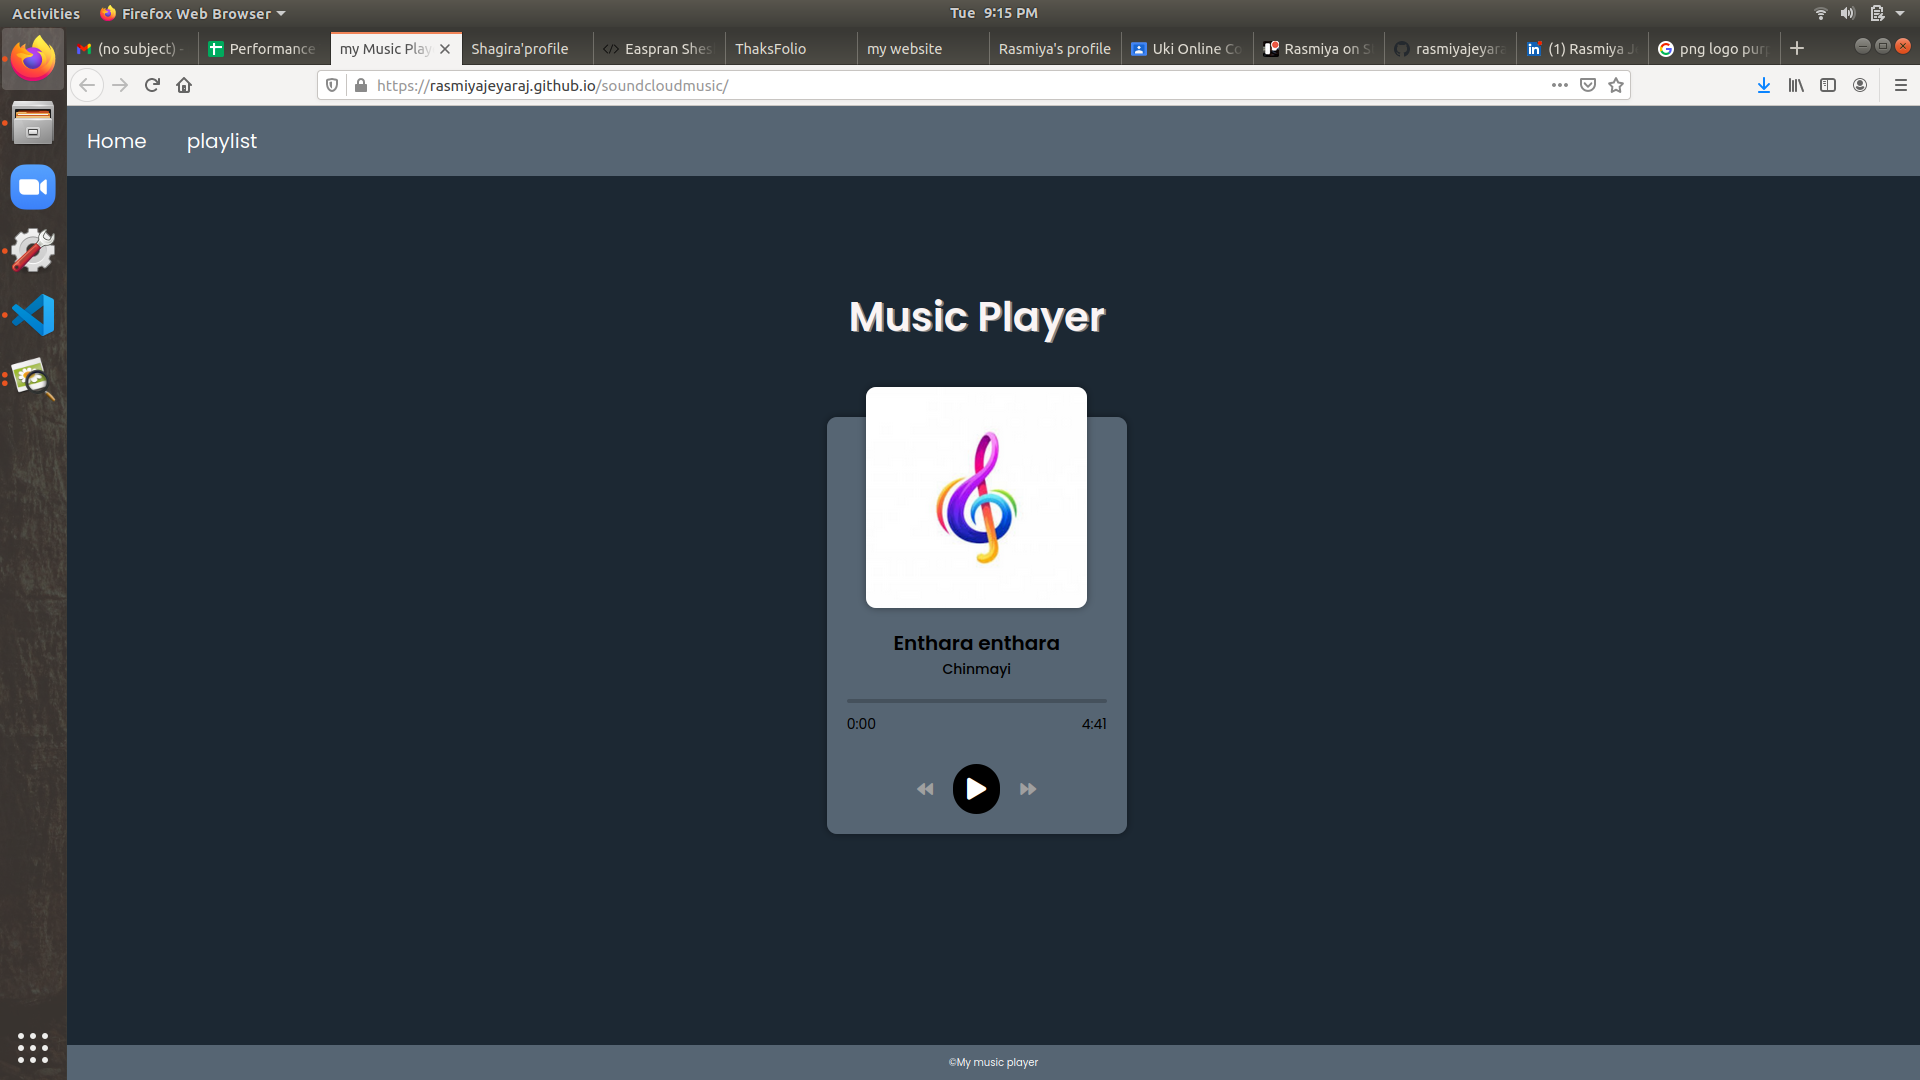 Activities Firefox Web Browser Tue 9:15 PM
(no subject) - Performance my Music Play Shagira'profile Easpran Shes ThaksFolio my website Rasmiya's profile Uki Online Co Rasmiya on S rasmiyajeyara (1) Rasmiya J png logo pur
https://rasmiyajeyaraj.github.io/soundcloudmusic/
Home playlist
Music Player
Enthara enthara
Chinmayi
0:00 4:41
©My music player